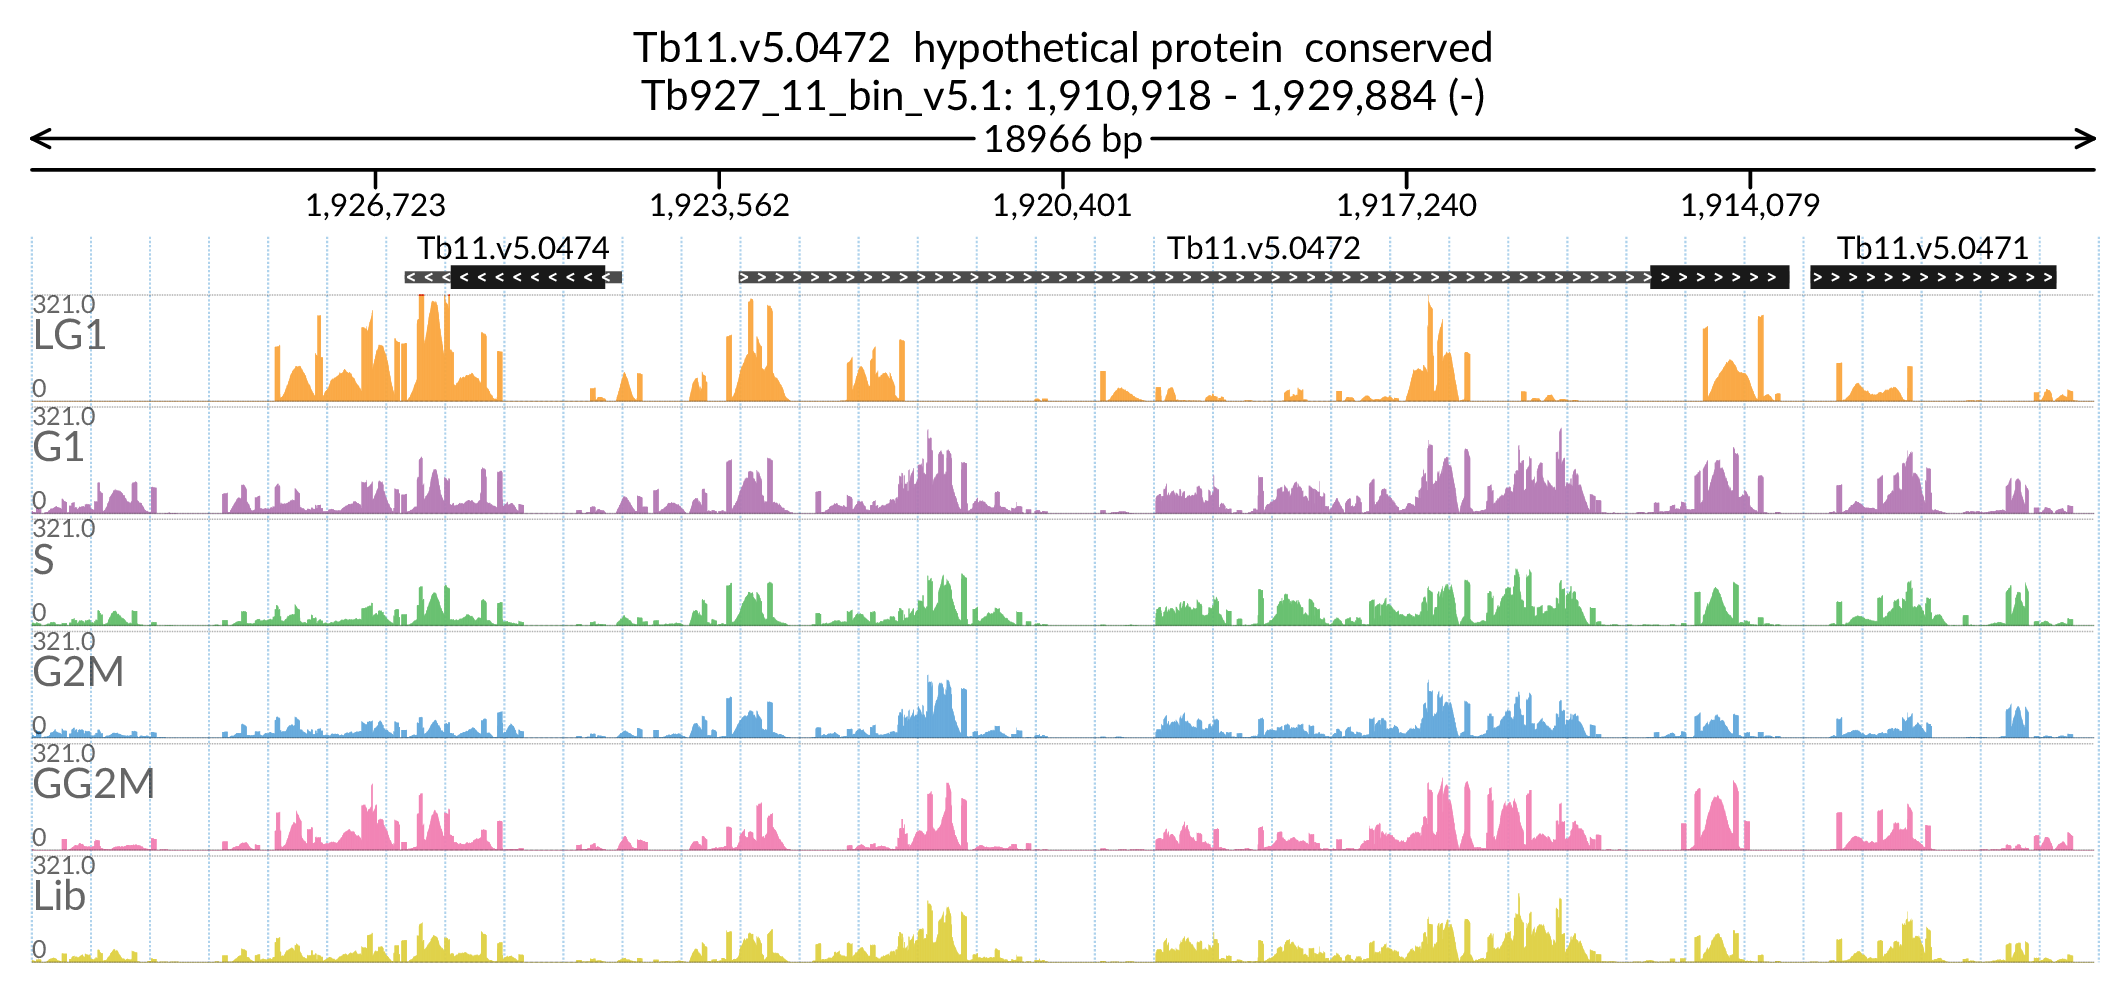 Tb11.v5.0472 hypothetical protein conserved
Tb927_11_bin_v5.1: 1,910,918 - 1,929,884 (-)
18966 bp
1,926,723 1,923,562 1,920,401 1,917,240 1,914,079
Tb11.v5.0474 Tb11.v5.0472 Tb11.v5.0471
321.0
LG1
0
321.0
G1
0
321.0
S
0
321.0
G2M
0
321.0
GG2M
0
321.0
Lib
0